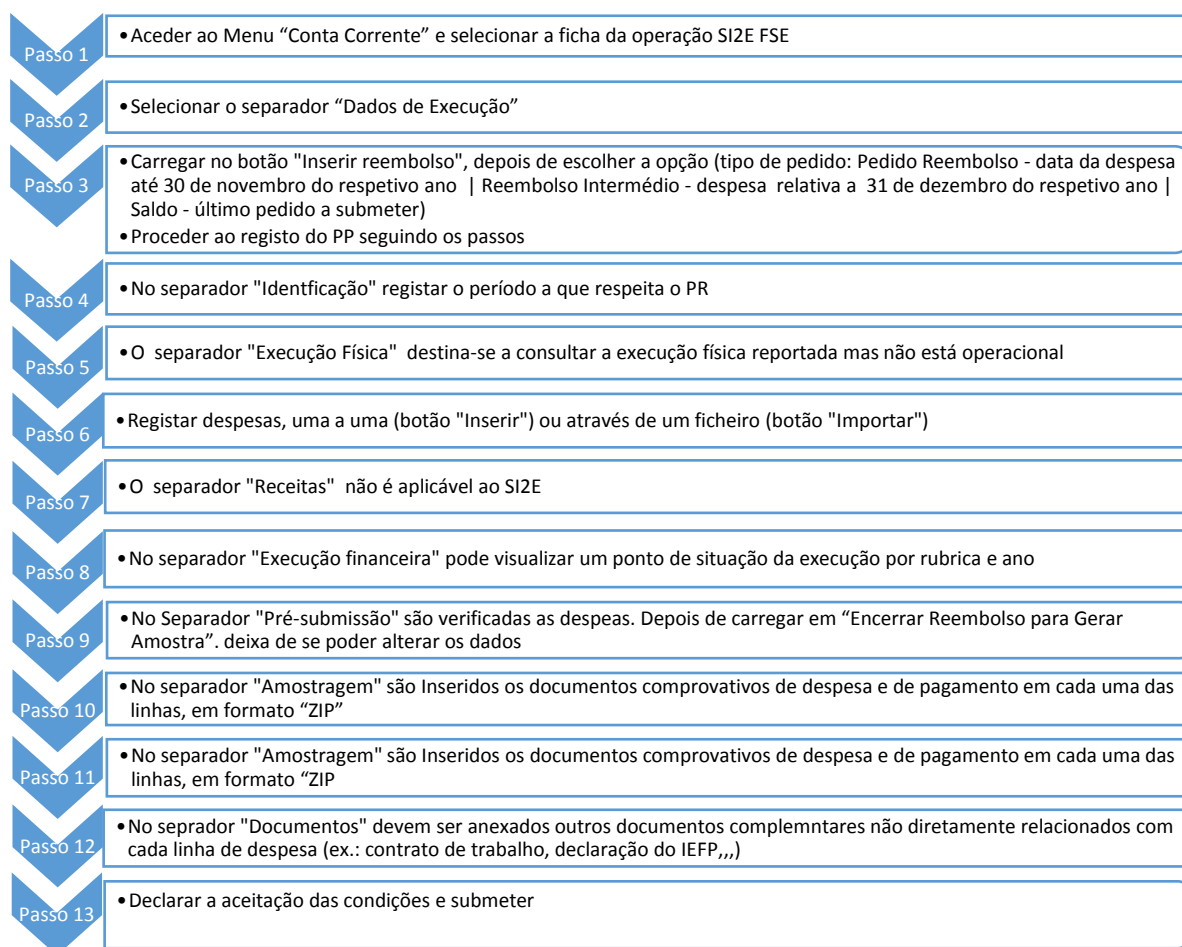 Passo 1
•Aceder ao Menu “Conta Corrente” e selecionar a ficha da operação SI2E FSE
Passo 2
•Selecionar o separador “Dados de Execução”
Passo 3
•Carregar no botão "Inserir reembolso", depois de escolher a opção (tipo de pedido: Pedido Reembolso - data da despesa
até 30 de novembro do respetivo ano | Reembolso Intermédio - despesa relativa a 31 de dezembro do respetivo ano |
Saldo - último pedido a submeter)
•Proceder ao registo do PP seguindo os passos
Passo 4
•No separador "Identficação" registar o período a que respeita o PR
Passo 5
•O separador "Execução Física" destina-se a consultar a execução física reportada mas não está operacional
Passo 6
•Registar despesas, uma a uma (botão "Inserir") ou através de um ficheiro (botão "Importar")
Passo 7
•O separador "Receitas" não é aplicável ao SI2E
Passo 8
•No separador "Execução financeira" pode visualizar um ponto de situação da execução por rubrica e ano
Passo 9
•No Separador "Pré-submissão" são verificadas as despeas. Depois de carregar em “Encerrar Reembolso para Gerar
Amostra”. deixa de se poder alterar os dados
Passo 10
•No separador "Amostragem" são Inseridos os documentos comprovativos de despesa e de pagamento em cada uma das
linhas, em formato “ZIP”
Passo 11
•No separador "Amostragem" são Inseridos os documentos comprovativos de despesa e de pagamento em cada uma das
linhas, em formato “ZIP
Passo 12
•No seprador "Documentos" devem ser anexados outros documentos complemntares não diretamente relacionados com
cada linha de despesa (ex.: contrato de trabalho, declaração do IEFP,,,)
Passo 13
•Declarar a aceitação das condições e submeter